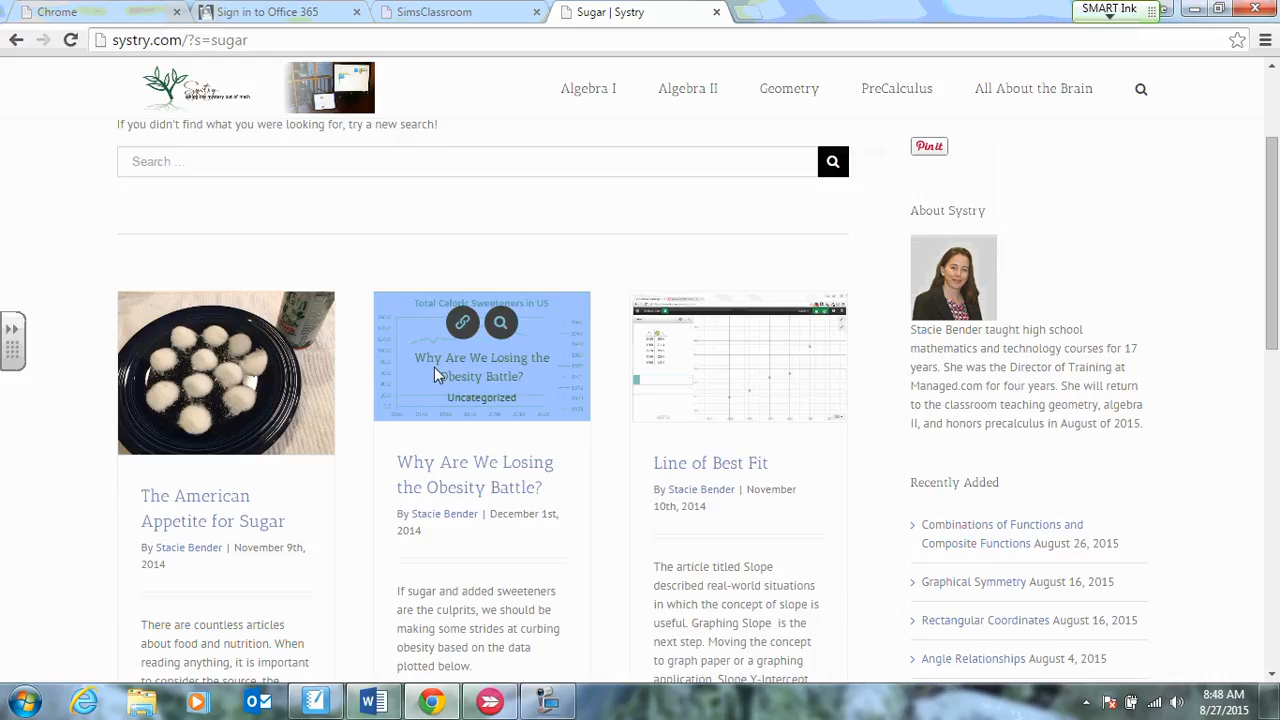 Chrome
Sign in to Office 365
SimsClassroom
Sugar | Systry
SMART Ink
systry.com/?s=sugar
Systry
taking the mystery out of math.
Algebra I
Algebra II
Geometry
PreCalculus
All About the Brain
If you didn't find what you were looking for, try a new search!
Search ...
Pin it
About Systry
Stacie Bender taught high school
mathematics and technology courses for 17
years. She was the Director of Training at
Managed.com for four years. She will return
to the classroom teaching geometry, algebra
II, and honors precalculus in August of 2015.
Total Caloric Sweeteners in US
Why Are We Losing the
Obesity Battle?
Uncategorized
The American
Appetite for Sugar
By Stacie Bender | November 9th,
2014
There are countless articles
about food and nutrition. When
reading anything, it is important
to consider the source, the
Why Are We Losing
the Obesity Battle?
By Stacie Bender | December 1st,
2014
If sugar and added sweeteners
are the culprits, we should be
making some strides at curbing
obesity based on the data
plotted below.
Line of Best Fit
By Stacie Bender | November
10th, 2014
The article titled Slope
described real-world situations
in which the concept of slope is
useful. Graphing Slope is the
next step. Moving the concept
to graph paper or a graphing
application, Slope Y-Intercept
Recently Added
Combinations of Functions and
Composite Functions August 26, 2015
Graphical Symmetry August 16, 2015
Rectangular Coordinates August 16, 2015
Angle Relationships August 4, 2015
8:48 AM
8/27/2015